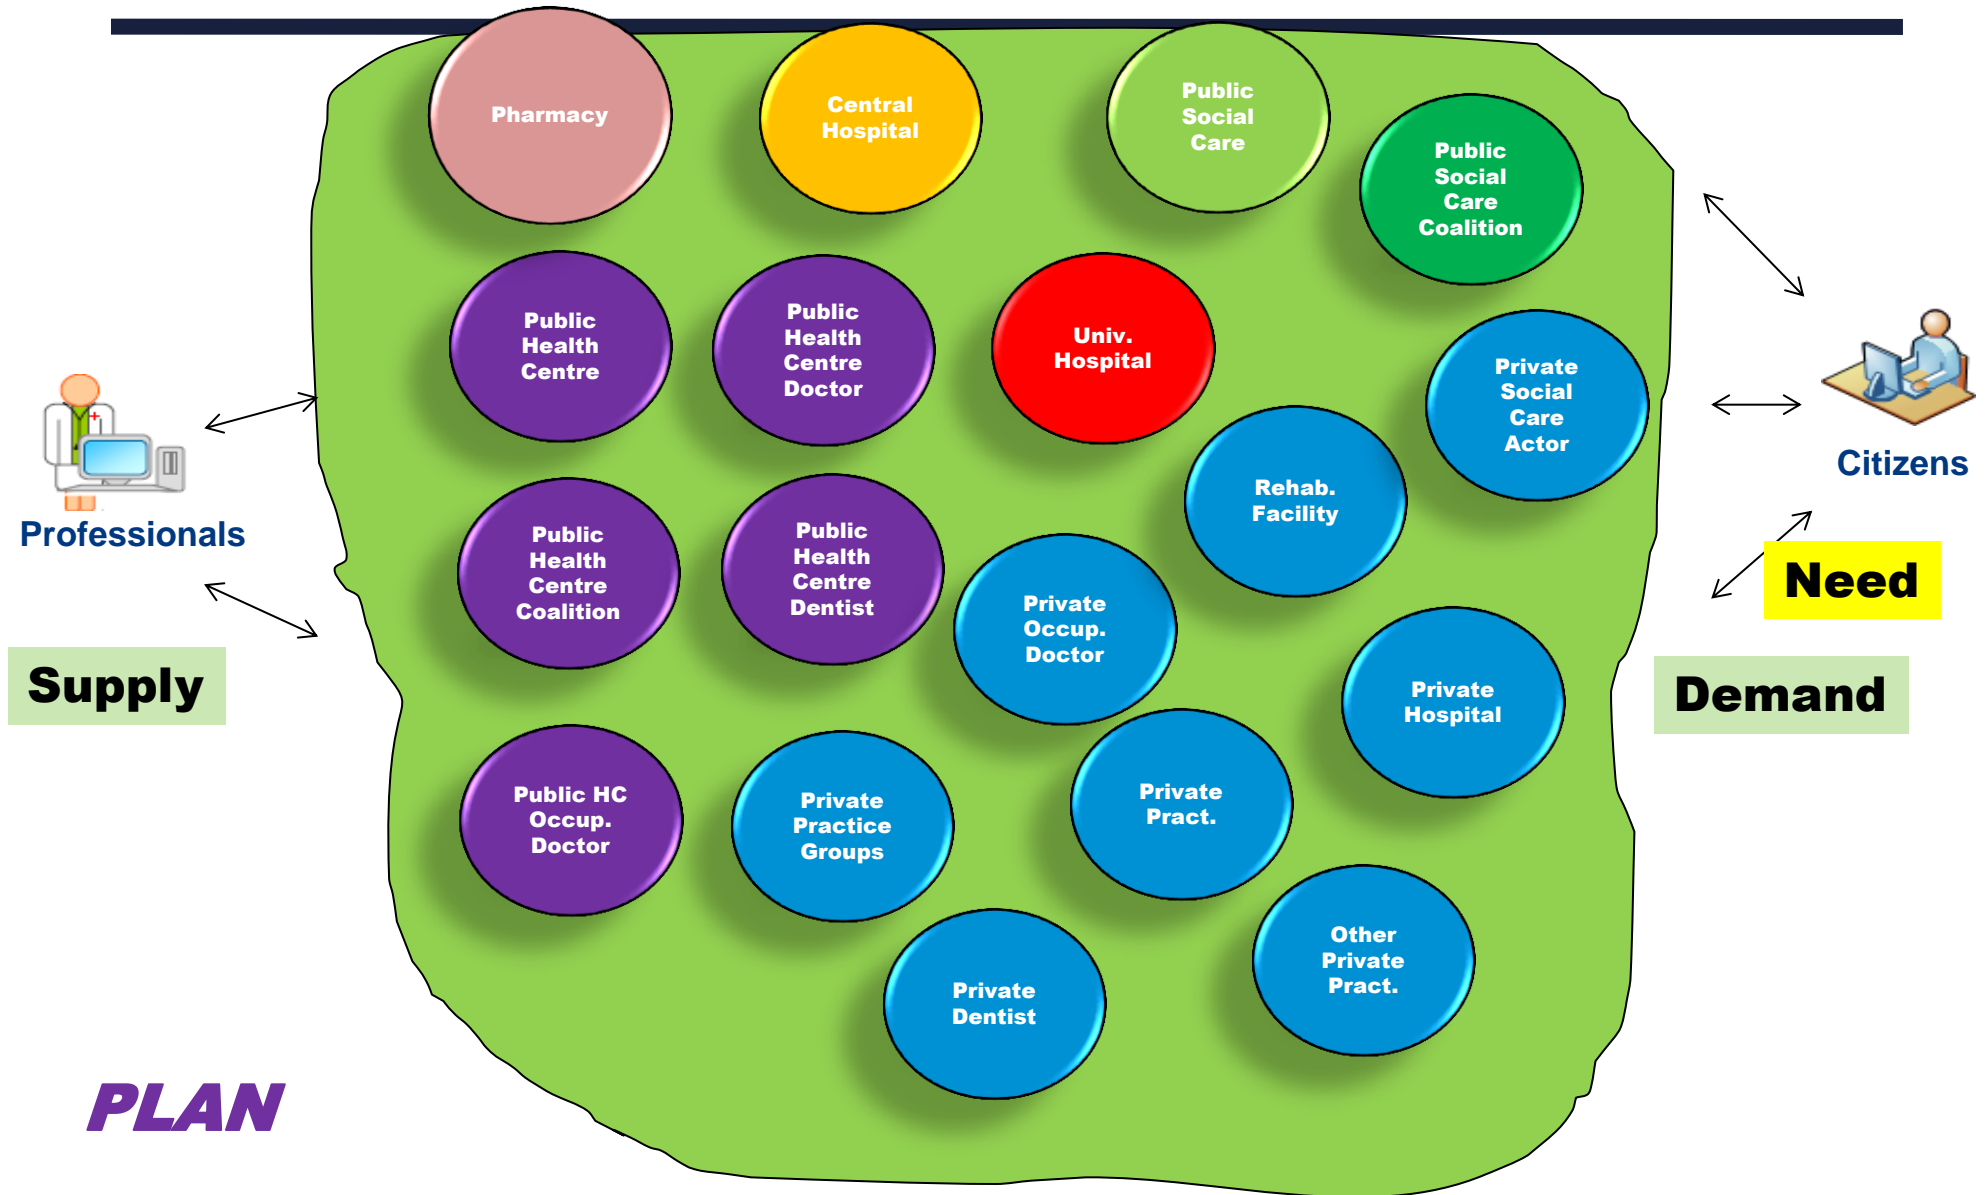 Pharmacy
Central
Hospital
Public
Social
Care
Public
Social
Care
Coalition
Public
Health
Centre
Public
Health
Centre
Doctor
Univ.
Hospital
Private
Social
Care
Actor
Citizens
Professionals
Rehab.
Facility
Public
Health
Centre
Coalition
Public
Health
Centre
Dentist
Private
Occup.
Doctor
Need
Supply
Demand
Private
Hospital
Public HC
Occup.
Doctor
Private
Practice
Groups
Private
Pract.
Other
Private
Pract.
Private
Dentist
PLAN